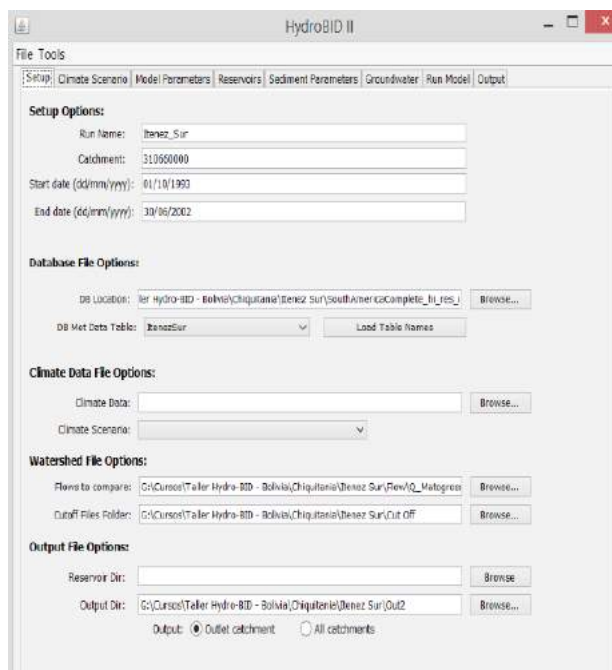 HydroBID II
File Tools
Setup Climate Scenario Model Parameters Reservoirs Sediment Parameters Groundwater Run Model Output
Setup Options:
Run Name: Itenez_Sur
Catchment: 310660000
Start date (dd/mm/yyyy): 01/10/1993
End date (dd/mm/yyyy): 30/06/2002
Database File Options:
DB Location: ler Hydro-BID - Bolivia\Chiquitania\Itenez Sur\SouthAmericaComplete_hi_res_ Browse...
DB Met Data Table: ItenezSur Load Table Names
Climate Data File Options:
Climate Data: Browse...
Climate Scenario:
Watershed File Options:
Flows to compare: G:\Cursos\Taller Hydro-BID - Bolivia\Chiquitania\Itenez Sur\Flow\Q_Matogros Browse...
Cutoff Files Folder: G:\Cursos\Taller Hydro-BID - Bolivia\Chiquitania\Itenez Sur\Cut Off Browse...
Output File Options:
Reservoir Dir: Browse
Output Dir: G:\Cursos\Taller Hydro-BID - Bolivia\Chiquitania\Itenez Sur\Out2 Browse...
Output: Outlet catchment All catchments